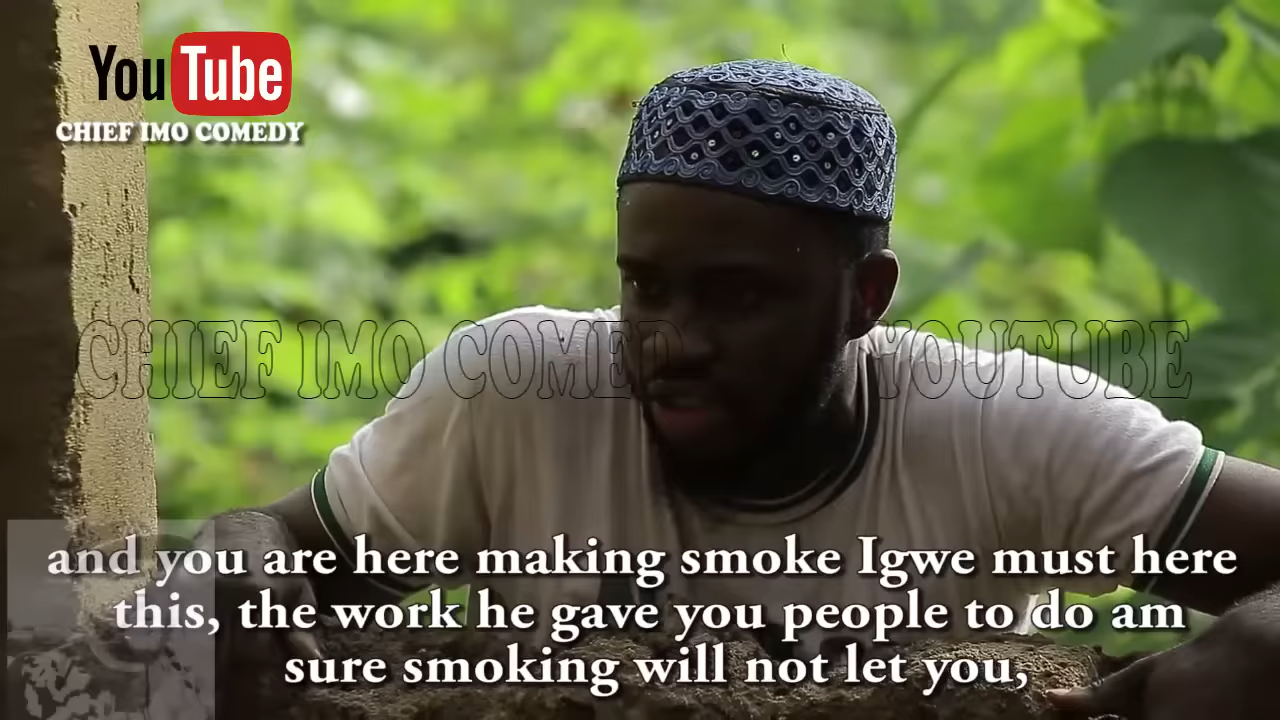 YouTube
CHIEF IMO COMEDY
CHIEF IMO COMED YOUTUBE
and you are here making smoke Igwe must here
this, the work he gave you people to do am
sure smoking will not let you,